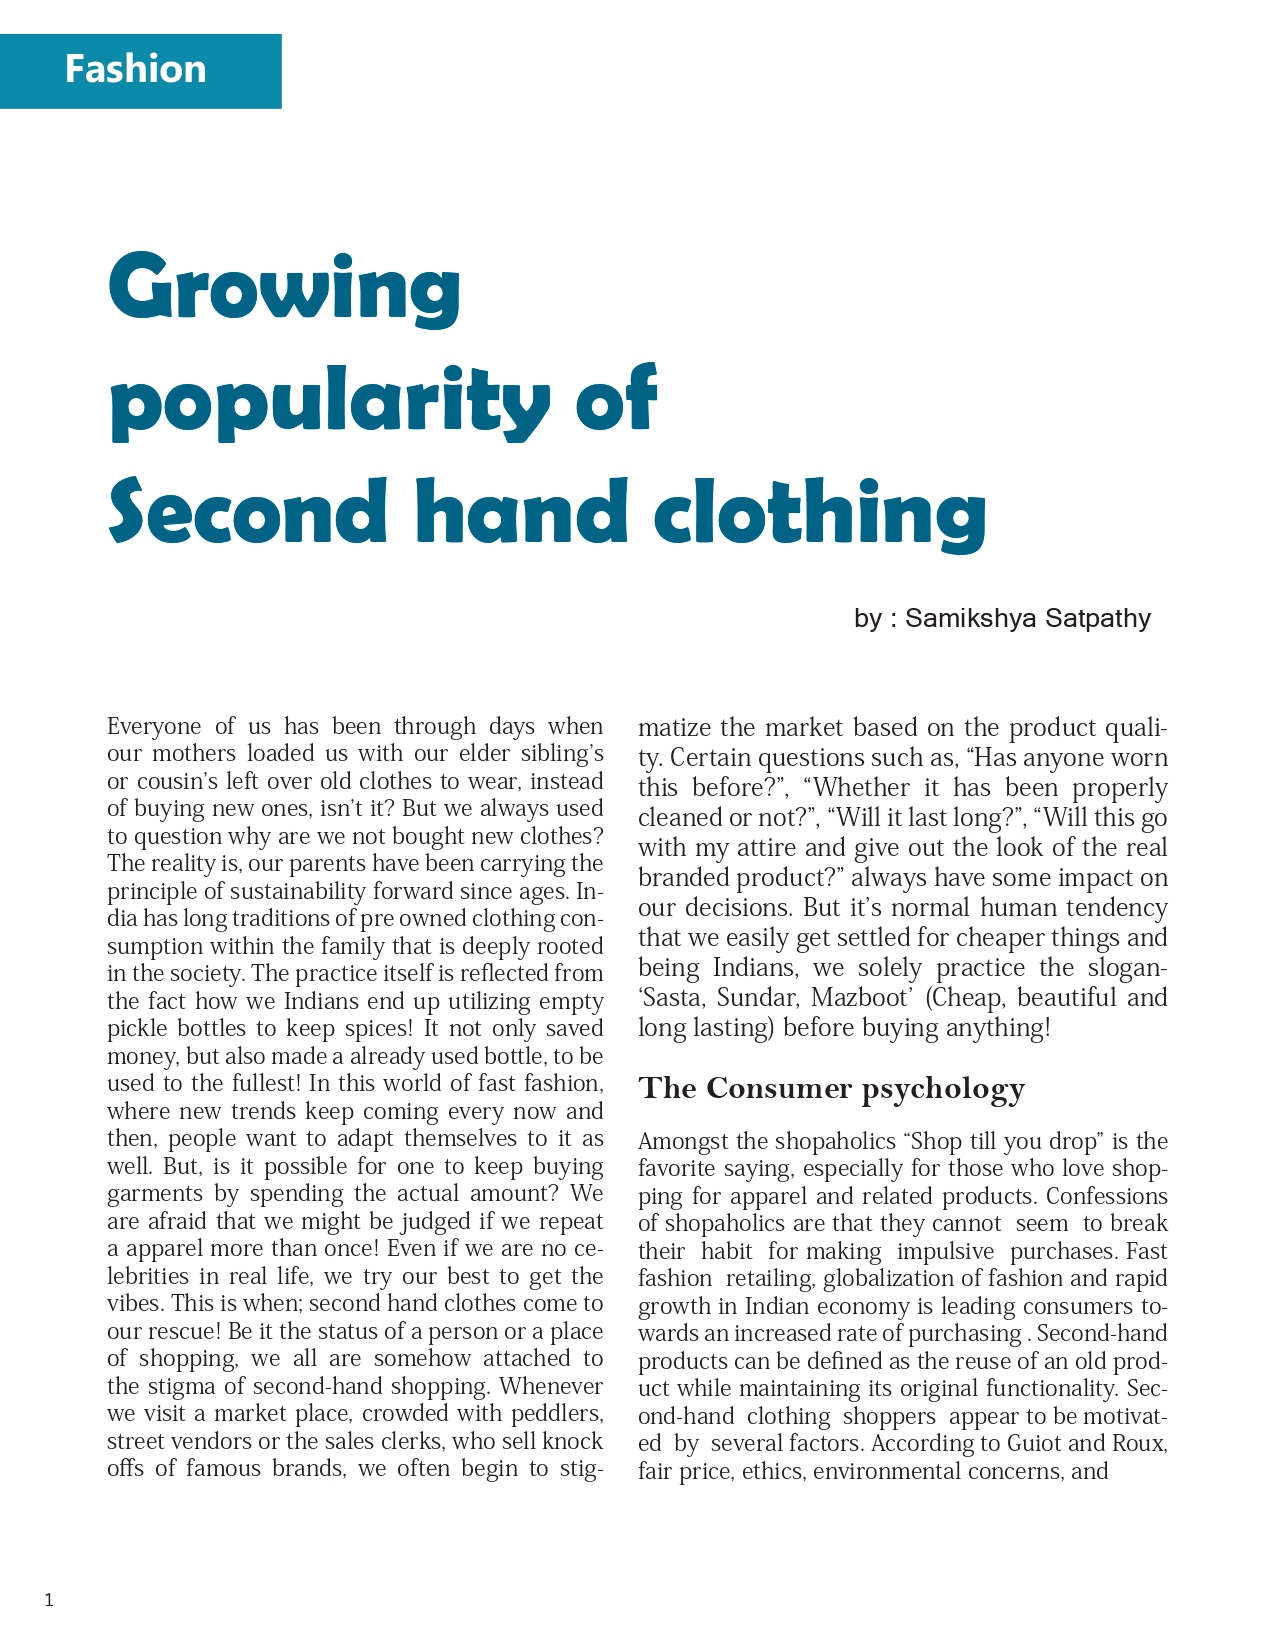 Fashion
Growing
popularity of
Second hand clothing
by : Samikshya Satpathy
Everyone of us has been through days when
our mothers loaded us with our elder sibling’s
or cousin’s left over old clothes to wear, instead
of buying new ones, isn’t it? But we always used
to question why are we not bought new clothes?
The reality is, our parents have been carrying the
principle of sustainability forward since ages. In-
dia has long traditions of pre owned clothing con-
sumption within the family that is deeply rooted
in the society. The practice itself is reflected from
the fact how we Indians end up utilizing empty
pickle bottles to keep spices! It not only saved
money, but also made a already used bottle, to be
used to the fullest! In this world of fast fashion,
where new trends keep coming every now and
then, people want to adapt themselves to it as
well. But, is it possible for one to keep buying
garments by spending the actual amount? We
are afraid that we might be judged if we repeat
a apparel more than once! Even if we are no ce-
lebrities in real life, we try our best to get the
vibes. This is when; second hand clothes come to
our rescue! Be it the status of a person or a place
of shopping, we all are somehow attached to
the stigma of second-hand shopping. Whenever
we visit a market place, crowded with peddlers,
street vendors or the sales clerks, who sell knock
offs of famous brands, we often begin to stig-
matize the market based on the product quali-
ty. Certain questions such as, “Has anyone worn
this before?”, “Whether it has been properly
cleaned or not?”, “Will it last long?”, “Will this go
with my attire and give out the look of the real
branded product?” always have some impact on
our decisions. But it’s normal human tendency
that we easily get settled for cheaper things and
being Indians, we solely practice the slogan-
‘Sasta, Sundar, Mazboot’ (Cheap, beautiful and
long lasting) before buying anything!
The Consumer psychology
Amongst the shopaholics “Shop till you drop” is the
favorite saying, especially for those who love shop-
ping for apparel and related products. Confessions
of shopaholics are that they cannot seem to break
their habit for making impulsive purchases. Fast
fashion retailing, globalization of fashion and rapid
growth in Indian economy is leading consumers to-
wards an increased rate of purchasing . Second-hand
products can be defined as the reuse of an old prod-
uct while maintaining its original functionality. Sec-
ond-hand clothing shoppers appear to be motivat-
ed by several factors. According to Guiot and Roux,
fair price, ethics, environmental concerns, and
1